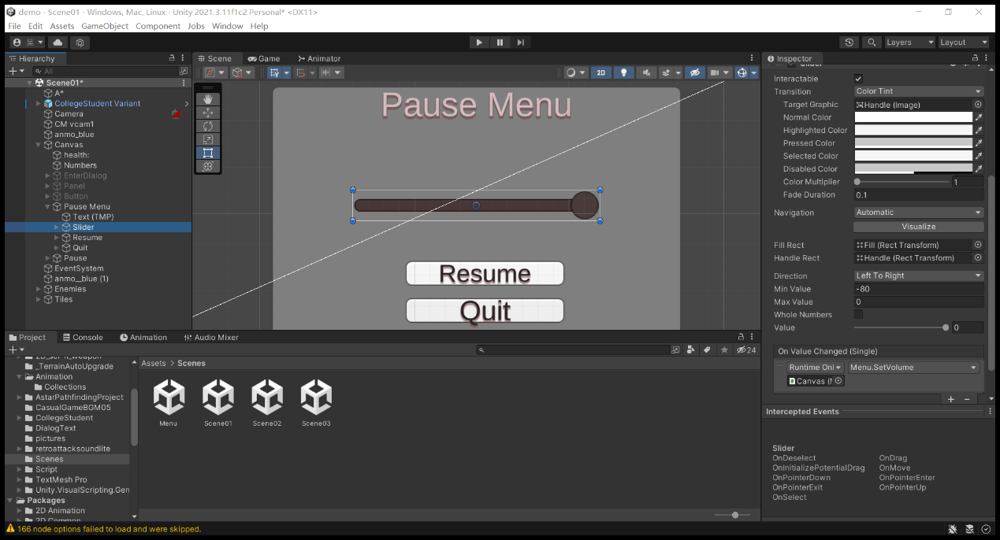 demo - Scene01 - Windows, Mac, Linux - Unity 2021.3.11f1c2 Personal* <DX11>
File Edit Assets GameObject Component Jobs Window Help
Layers Layout
Hierarchy
All
Scene01*
A*
CollegeStudent Variant
Camera
CM vcam1
anmo_blue
Canvas
health:
Numbers
EnterDialog
Panel
Button
Pause Menu
Text (TMP)
Slider
Resume
Quit
Pause
EventSystem
anmo__blue (1)
Enemies
Tiles
Scene Game Animator
2D
Pause Menu
Resume
Quit
Inspector
Slider
Interactable
Transition Color Tint
Target Graphic Handle (Image)
Normal Color
Highlighted Color
Pressed Color
Selected Color
Disabled Color
Color Multiplier 1
Fade Duration 0.1
Navigation Automatic
Visualize
Fill Rect Fill (Rect Transform)
Handle Rect Handle (Rect Transform)
Direction Left To Right
Min Value -80
Max Value 0
Whole Numbers
Value 0
On Value Changed (Single)
Runtime Onl Menu.SetVolume
Canvas (M
Intercepted Events
Slider
OnDeselect OnDrag
OnInitializePotentialDrag OnMove
OnPointerDown OnPointerEnter
OnPointerExit OnPointerUp
OnSelect
Project Console Animation Audio Mixer
24
2D_sci-fi_weapon
_TerrainAutoUpgrade
Animation
Collections
AstarPathfindingProject
CasualGameBGM05
CollegeStudent
DialogText
pictures
retroattacksoundlite
Scenes
Script
TextMesh Pro
Unity.VisualScripting.Gen
Packages
2D Animation
2D Common
Assets > Scenes
Menu Scene01 Scene02 Scene03
166 node options failed to load and were skipped.